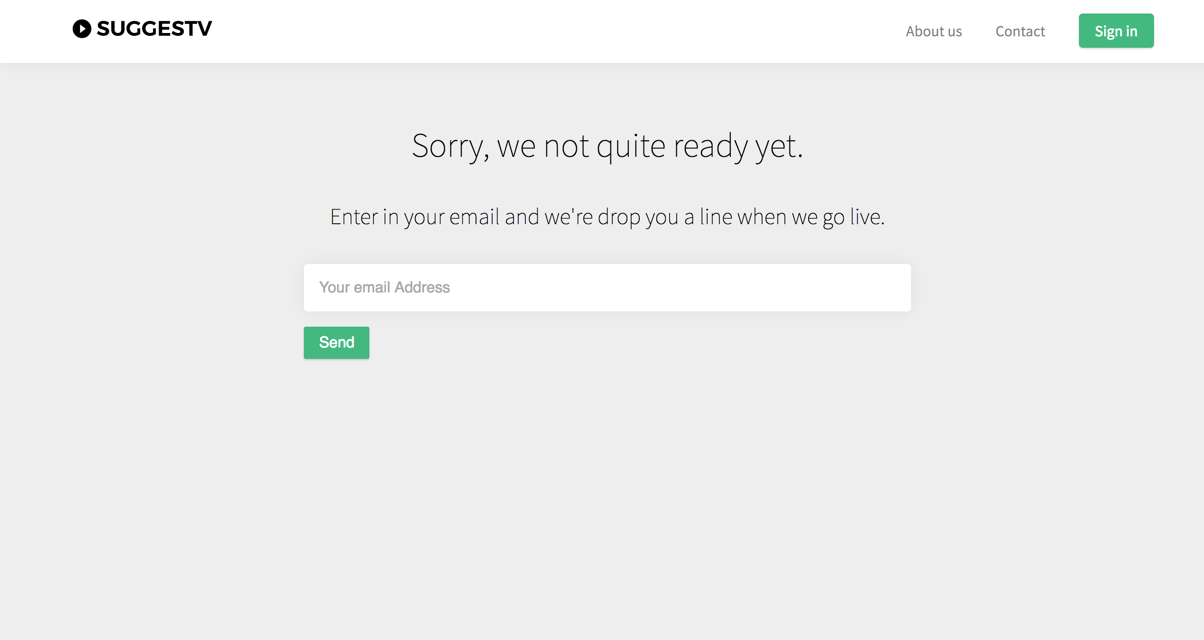 SUGGESTV
About us
Contact
Sign in
Sorry, we not quite ready yet.
Enter in your email and we're drop you a line when we go live.
Your email Address
Send